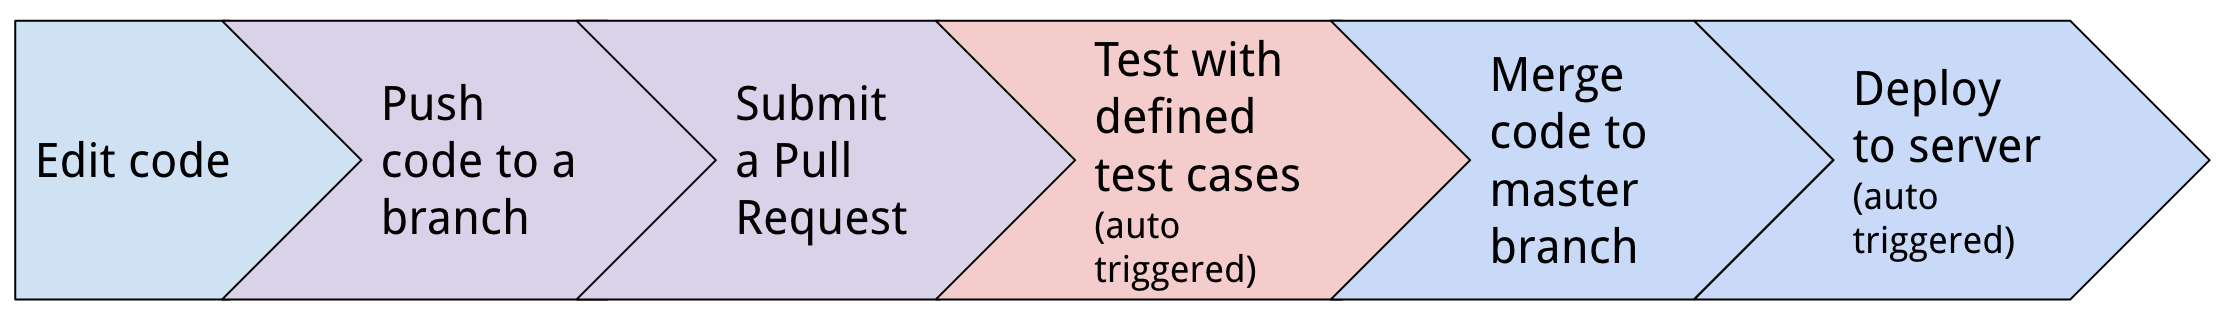 Edit code
Push
code to a
branch
Submit
a Pull
Request
Test with
defined
test cases
(auto
triggered)
Merge
code to
master
branch
Deploy
to server
(auto
triggered)